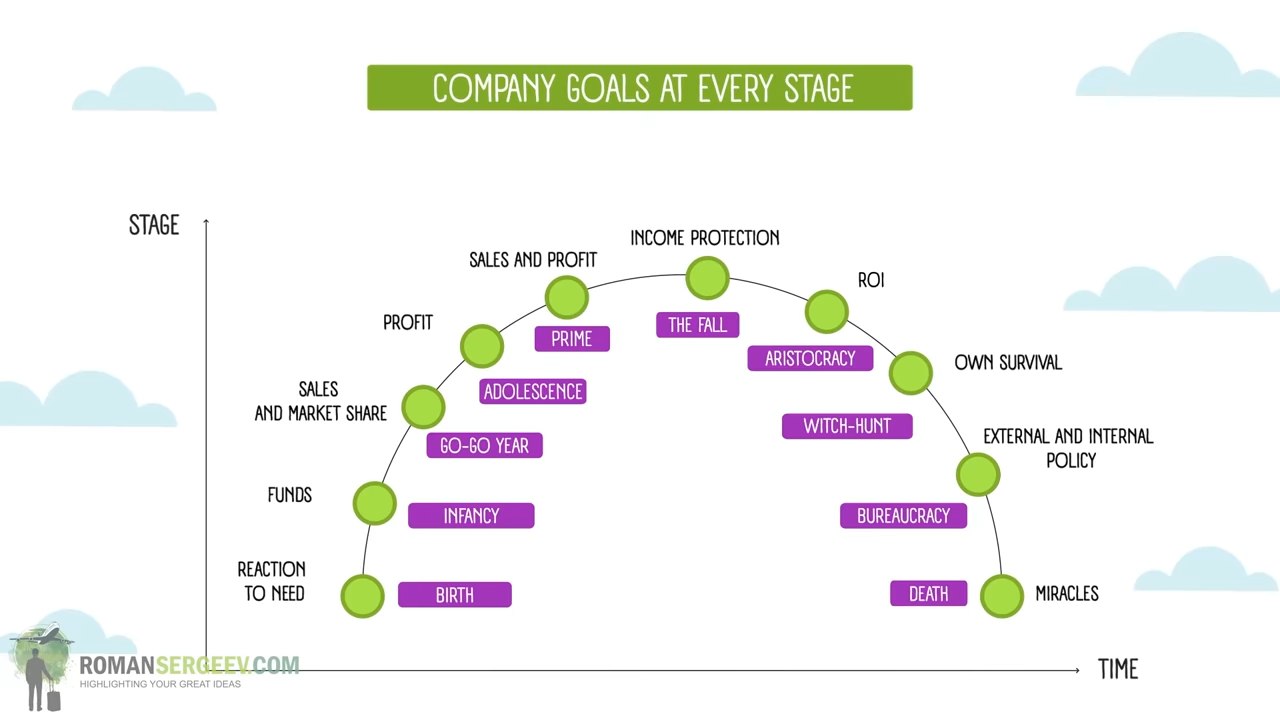 COMPANY GOALS AT EVERY STAGE
STAGE
INCOME PROTECTION
SALES AND PROFIT
ROI
PROFIT
THE FALL
PRIME
ARISTOCRACY
OWN SURVIVAL
SALES
AND MARKET SHARE
ADOLESCENCE
WITCH-HUNT
GO-GO YEAR
EXTERNAL AND INTERNAL
POLICY
FUNDS
INFANCY
BUREAUCRACY
REACTION
TO NEED
BIRTH
DEATH
MIRACLES
ROMANSERGEEV.COM
HIGHLIGHTING YOUR GREAT IDEAS
TIME